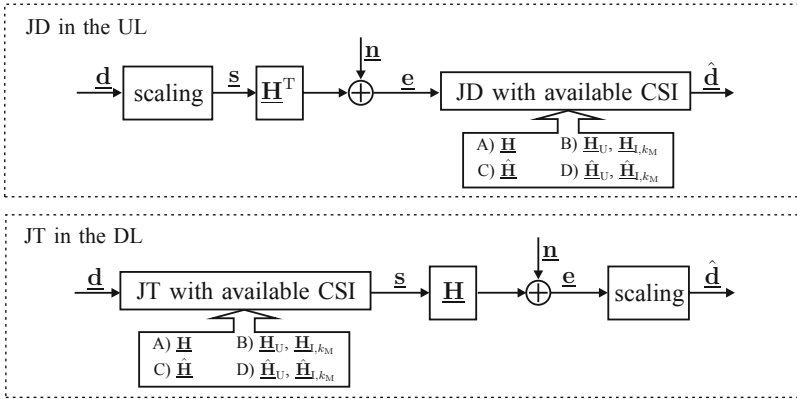 JD in the UL
n
d scaling s H^T + e JD with available CSI d̂
A) H B) H_U, H_I,k_M
C) Ĥ D) Ĥ_U, Ĥ_I,k_M
JT in the DL
n
d JT with available CSI s H + e scaling d̂
A) H B) H_U, H_I,k_M
C) Ĥ D) Ĥ_U, Ĥ_I,k_M